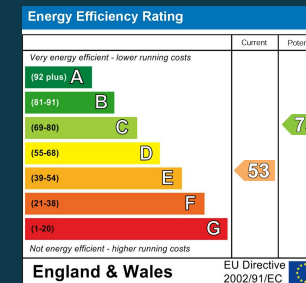 Energy Efficiency Rating
Current
Very energy efficient - lower running costs
(92 plus) A
(81-91) B
(69-80) C
(55-68) D
(39-54) E
53
(21-38) F
(1-20) G
Not energy efficient - higher running costs
England & Wales
EU Directive
2002/91/EC